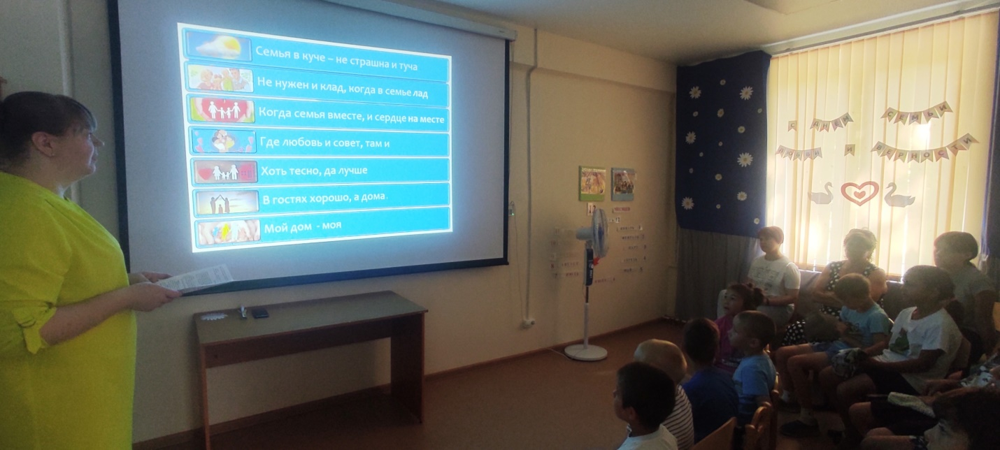 Семья в куче – не страшна и туча
Не нужен и клад, когда в семье лад
Когда семья вместе, и сердце на месте
Где любовь и совет, там и
Хоть тесно, да лучше
В гостях хорошо, а дома.
Мой дом - моя
С ДНЕМ СЕМЬИ
ЛЮБВИ И ВЕРНОСТИ